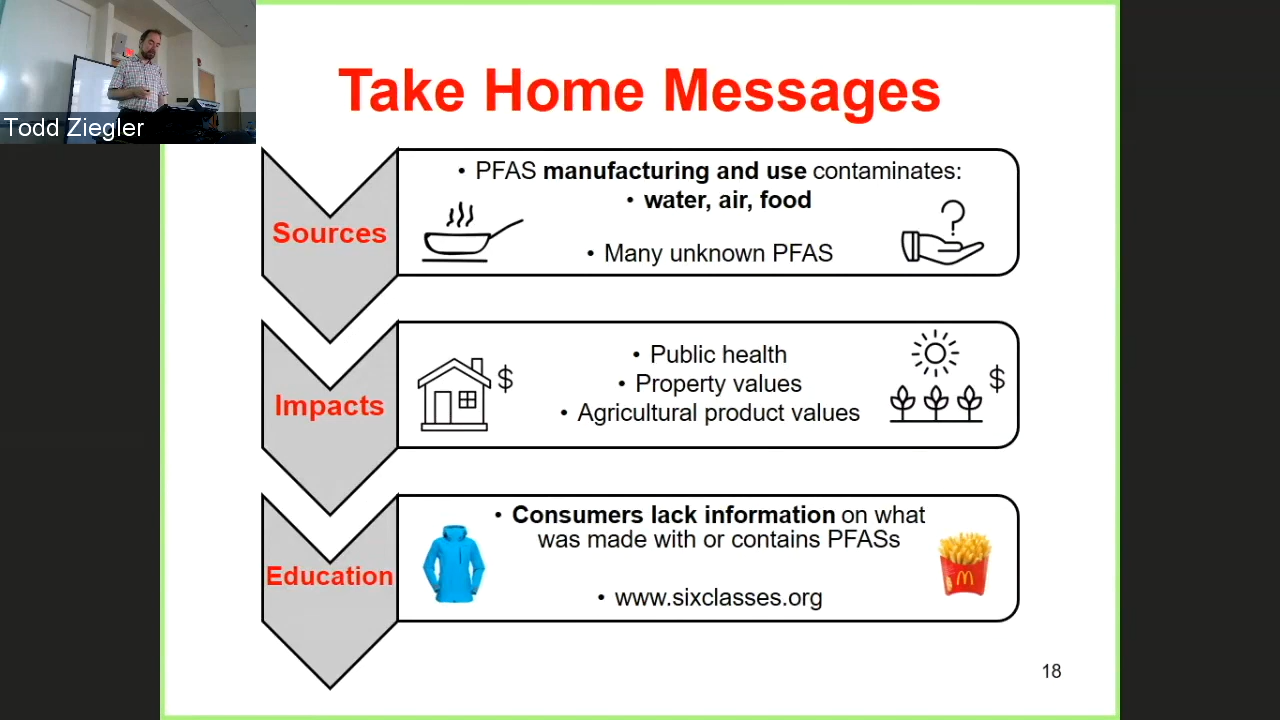 Todd Ziegler
Take Home Messages
Sources
• PFAS manufacturing and use contaminates:
• water, air, food
• Many unknown PFAS
?
Impacts
$
• Public health
• Property values
• Agricultural product values
$
Education
• Consumers lack information on what
was made with or contains PFASs
• www.sixclasses.org
M
18